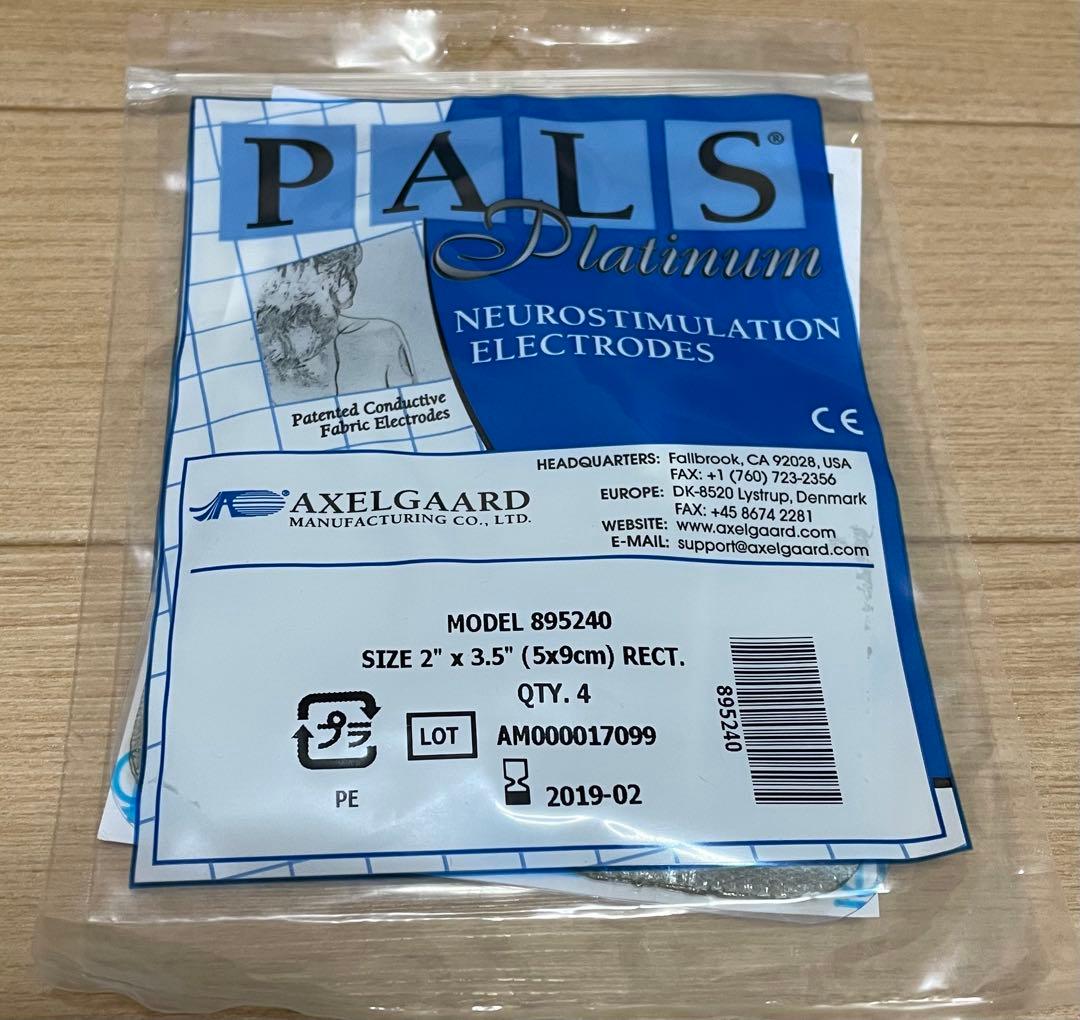 PALS®
Platinum
NEUROSTIMULATION
ELECTRODES
Patented Conductive
Fabric Electrodes
CE
AXELGAARD
MANUFACTURING CO., LTD.
HEADQUARTERS: Fallbrook, CA 92028, USA
FAX: +1 (760) 723-2356
EUROPE: DK-8520 Lystrup, Denmark
FAX: +45 8674 2281
WEBSITE: www.axelgaard.com
E-MAIL: support@axelgaard.com
MODEL 895240
SIZE 2" x 3.5" (5x9cm) RECT.
QTY. 4
プラ
PE
LOT AM000017099
2019-02
895240